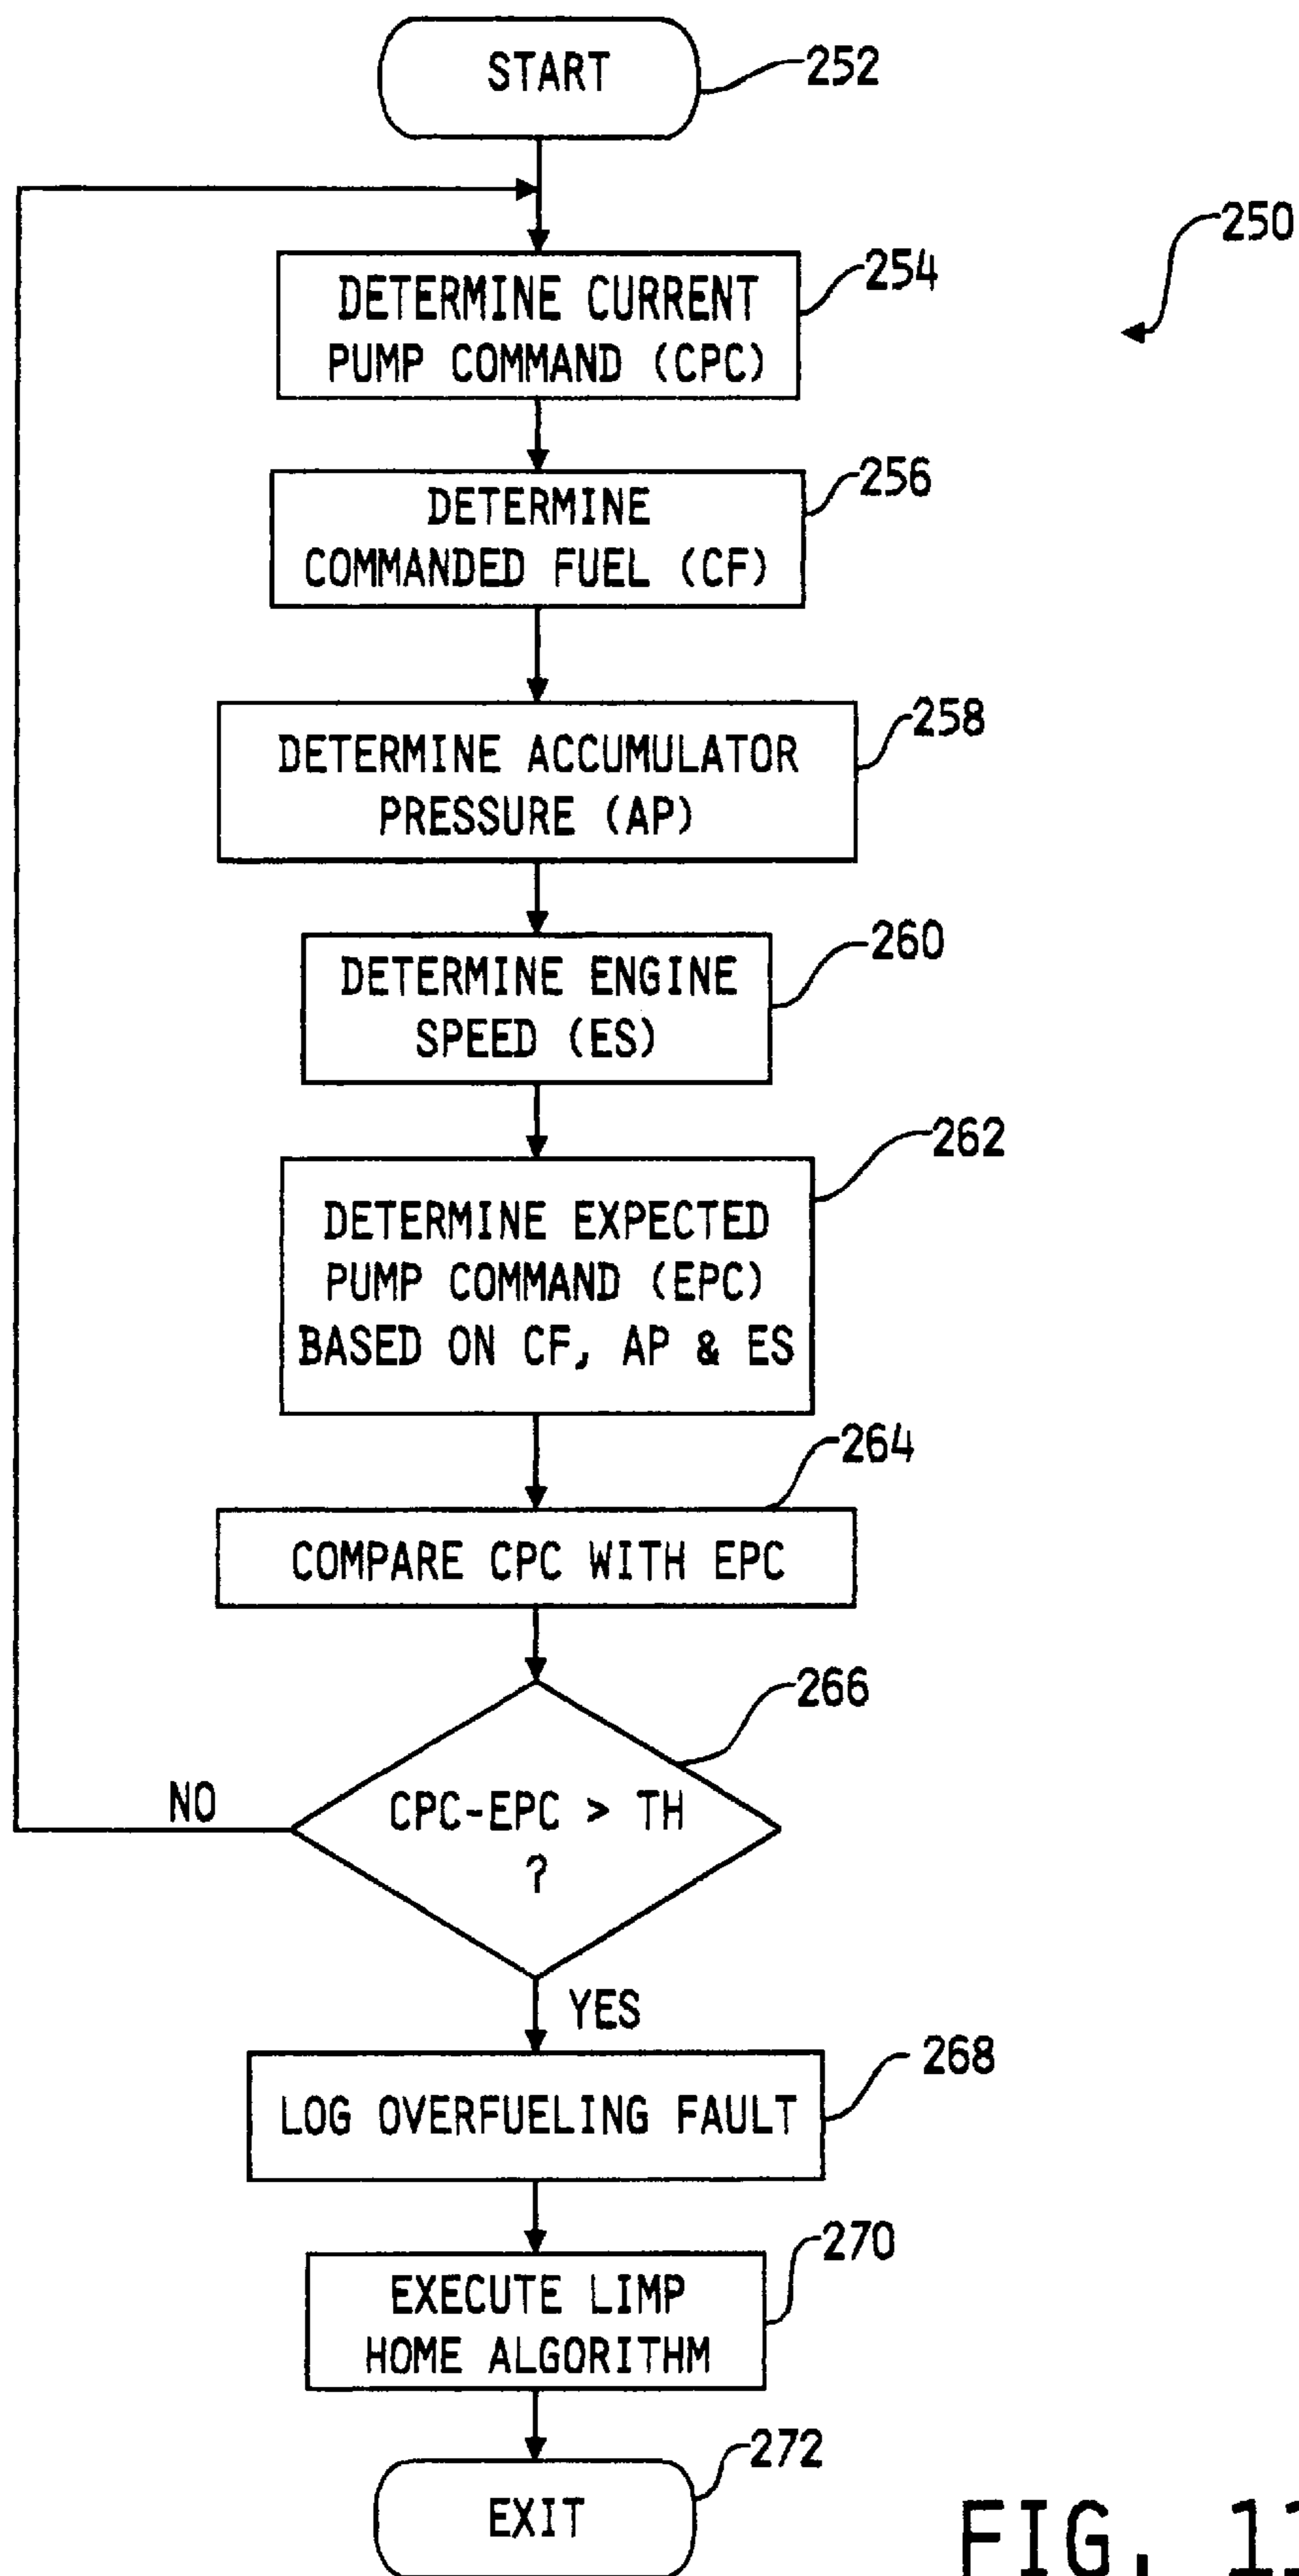 START
252
250
DETERMINE CURRENT
PUMP COMMAND (CPC)
254
DETERMINE
COMMANDED FUEL (CF)
256
DETERMINE ACCUMULATOR
PRESSURE (AP)
258
DETERMINE ENGINE
SPEED (ES)
260
DETERMINE EXPECTED
PUMP COMMAND (EPC)
BASED ON CF, AP & ES
262
COMPARE CPC WITH EPC
264
CPC-EPC > TH
?
266
NO
YES
LOG OVERFUELING FAULT
268
EXECUTE LIMP
HOME ALGORITHM
270
EXIT
272
FIG. 11